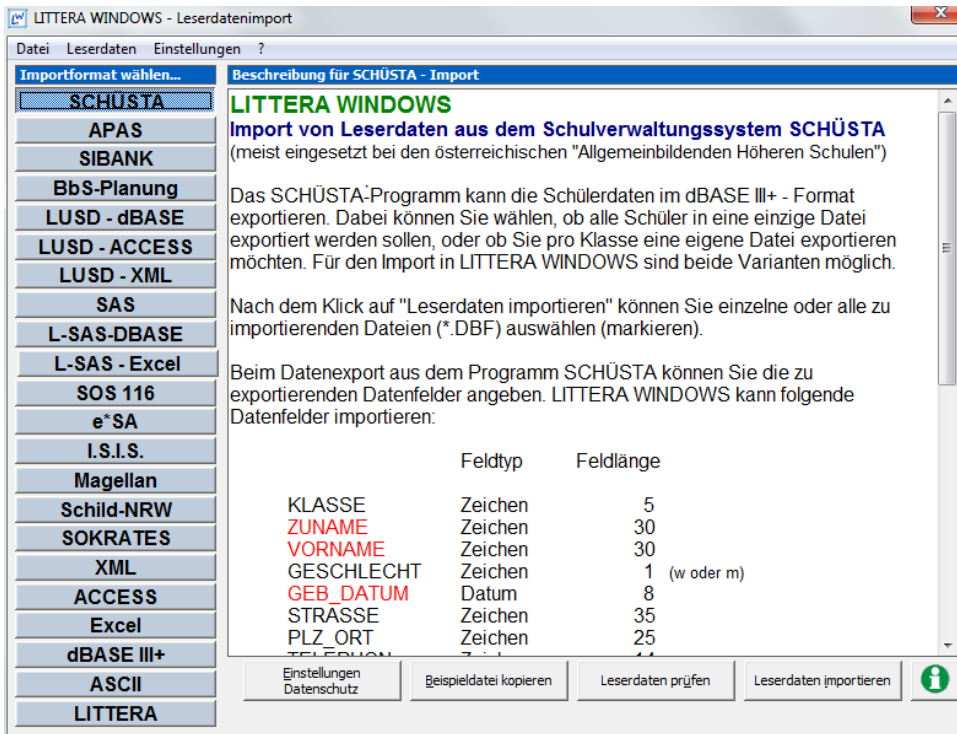 LITTERA WINDOWS - Leserdatenimport
Datei Leserdaten Einstellungen ?
Importformat wählen...
SCHÜSTA
APAS
SIBANK
BbS-Planung
LUSD - dBASE
LUSD - ACCESS
LUSD - XML
SAS
L-SAS-DBASE
L-SAS - Excel
SOS 116
e*SA
I.S.I.S.
Magellan
Schild-NRW
SOKRATES
XML
ACCESS
Excel
dBASE III+
ASCII
LITTERA
Beschreibung für SCHÜSTA - Import
LITTERA WINDOWS
Import von Leserdaten aus dem Schulverwaltungssystem SCHÜSTA
(meist eingesetzt bei den österreichischen "Allgemeinbildenden Höheren Schulen")
Das SCHÜSTA-Programm kann die Schülerdaten im dBASE III+ - Format
exportieren. Dabei können Sie wählen, ob alle Schüler in eine einzige Datei
exportiert werden sollen, oder ob Sie pro Klasse eine eigene Datei exportieren
möchten. Für den Import in LITTERA WINDOWS sind beide Varianten möglich.
Nach dem Klick auf "Leserdaten importieren" können Sie einzelne oder alle zu
importierenden Dateien (*.DBF) auswählen (markieren).
Beim Datenexport aus dem Programm SCHÜSTA können Sie die zu
exportierenden Datenfelder angeben. LITTERA WINDOWS kann folgende
Datenfelder importieren:
Feldtyp Feldlänge
KLASSE Zeichen 5
ZUNAME Zeichen 30
VORNAME Zeichen 30
GESCHLECHT Zeichen 1 (w oder m)
GEB_DATUM Datum 8
STRASSE Zeichen 35
PLZ_ORT Zeichen 25
Einstellungen
Datenschutz
Beispieldatei kopieren
Leserdaten prüfen
Leserdaten importieren